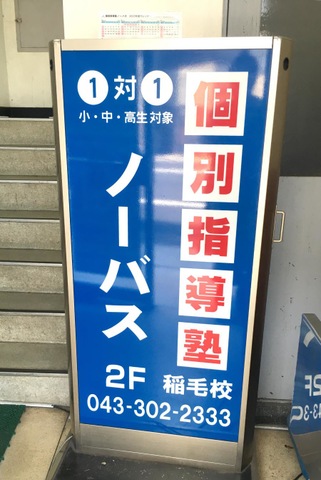 個別指導塾
1対1
小・中・高生対象
ノーバス
2F 稲毛校
043-302-2333